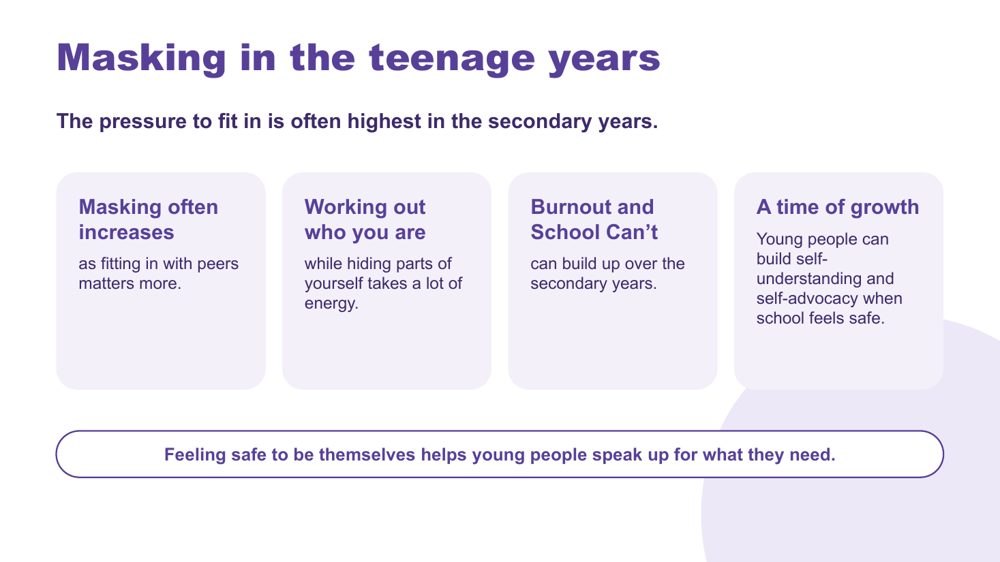 Masking in the teenage years
The pressure to fit in is often highest in the secondary years.
Masking often
increases
as fitting in with peers
matters more.
Working out
who you are
while hiding parts of
yourself takes a lot of
energy.
Burnout and
School Can’t
can build up over the
secondary years.
A time of growth
Young people can
build self-
understanding and
self-advocacy when
school feels safe.
Feeling safe to be themselves helps young people speak up for what they need.